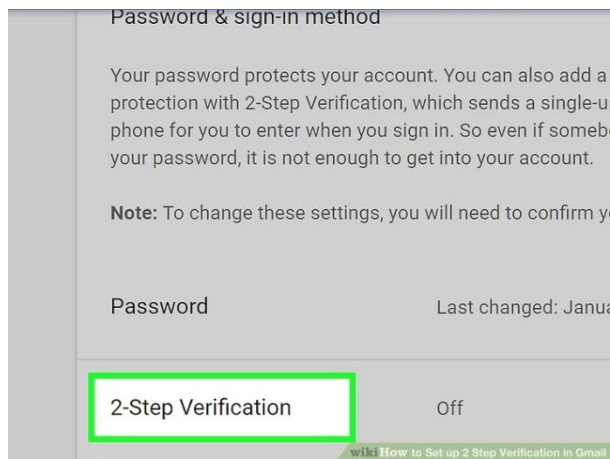 Password & sign-in method
Your password protects your account. You can also add a
protection with 2-Step Verification, which sends a single-u
phone for you to enter when you sign in. So even if someb
your password, it is not enough to get into your account.
Note: To change these settings, you will need to confirm y
Password Last changed: Janua
2-Step Verification Off
wikiHow to Set up 2 Step Verification in Gmail